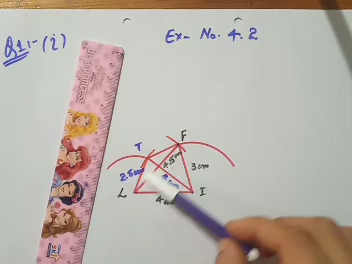 Q1:- (i)
Ex- No. 4.2
T
F
2.5cm
4.5cm
3cm
L
I